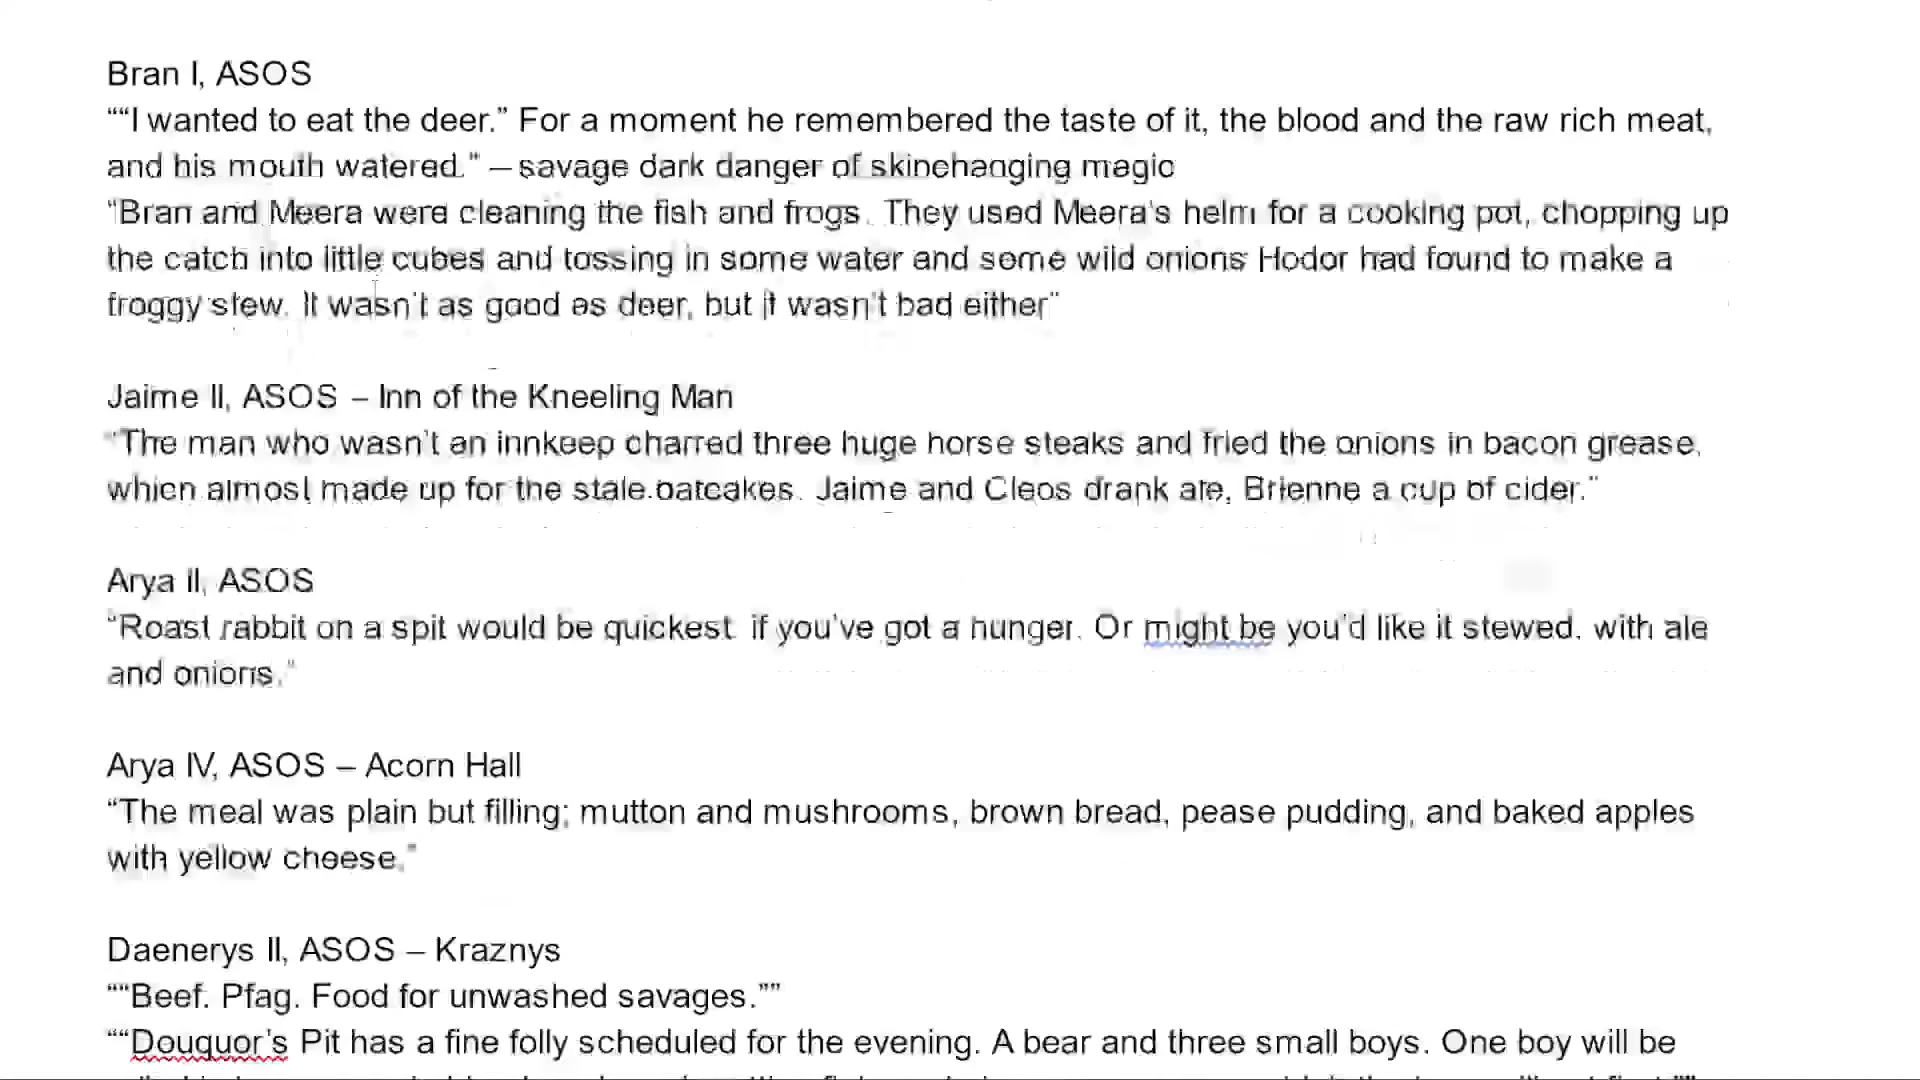 Bran I, ASOS
““I wanted to eat the deer.” For a moment he remembered the taste of it, the blood and the raw rich meat,
and his mouth watered.” – savage dark danger of skinchanging magic
“Bran and Meera were cleaning the fish and frogs. They used Meera’s helm for a cooking pot, chopping up
the catch into little cubes and tossing in some water and some wild onions Hodor had found to make a
froggy stew. It wasn’t as good as deer, but it wasn’t bad either”
Jaime II, ASOS – Inn of the Kneeling Man
“The man who wasn’t an innkeep charred three huge horse steaks and fried the onions in bacon grease,
which almost made up for the stale oatcakes. Jaime and Cleos drank ale, Brienne a cup of cider.”
Arya II, ASOS
“Roast rabbit on a spit would be quickest, if you’ve got a hunger. Or might be you’d like it stewed, with ale
and onions.”
Arya IV, ASOS – Acorn Hall
“The meal was plain but filling; mutton and mushrooms, brown bread, pease pudding, and baked apples
with yellow cheese.”
Daenerys II, ASOS – Kraznys
““Beef. Pfag. Food for unwashed savages.””
““Douquor’s Pit has a fine folly scheduled for the evening. A bear and three small boys. One boy will be